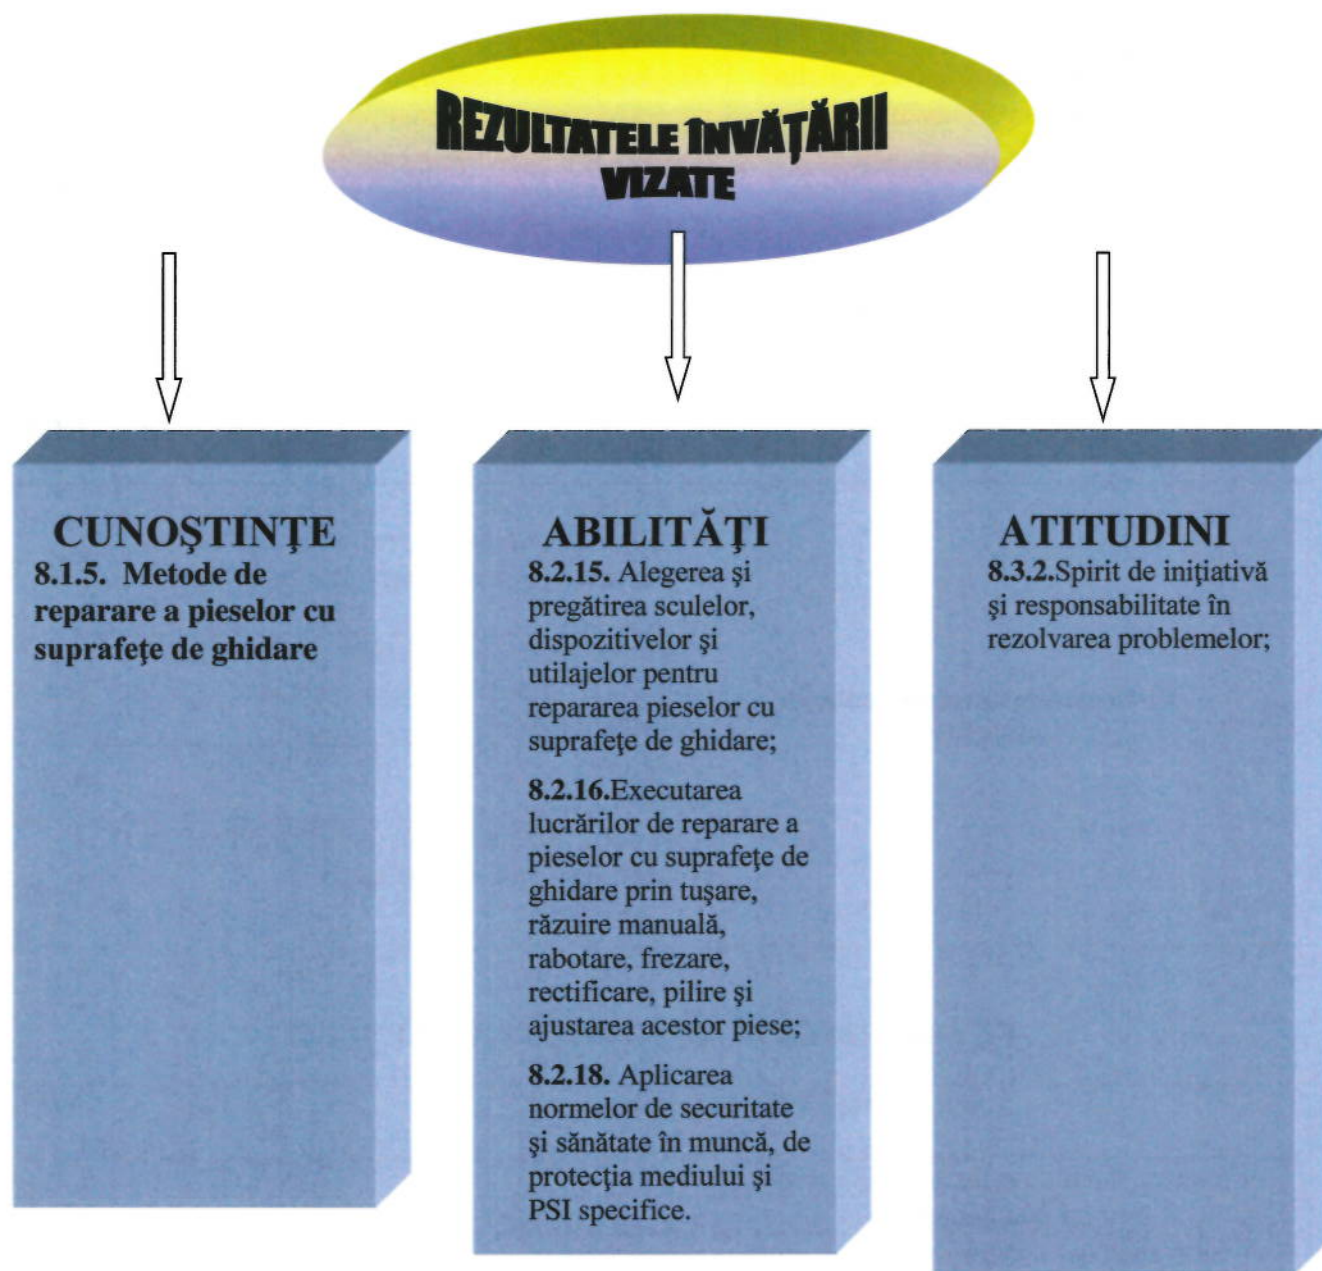 REZULTATELE ÎNVĂŢĂRII
VIZATE
CUNOŞTINŢE
8.1.5. Metode de
reparare a pieselor cu
suprafeţe de ghidare
ABILITĂŢI
8.2.15. Alegerea şi
pregătirea sculelor,
dispozitivelor şi
utilajelor pentru
repararea pieselor cu
suprafeţe de ghidare;
8.2.16.Executarea
lucrărilor de reparare a
pieselor cu suprafeţe de
ghidare prin tuşare,
răzuire manuală,
rabotare, frezare,
rectificare, pilire şi
ajustarea acestor piese;
8.2.18. Aplicarea
normelor de securitate
şi sănătate în muncă, de
protecţia mediului şi
PSI specifice.
ATITUDINI
8.3.2.Spirit de iniţiativă
şi responsabilitate în
rezolvarea problemelor;